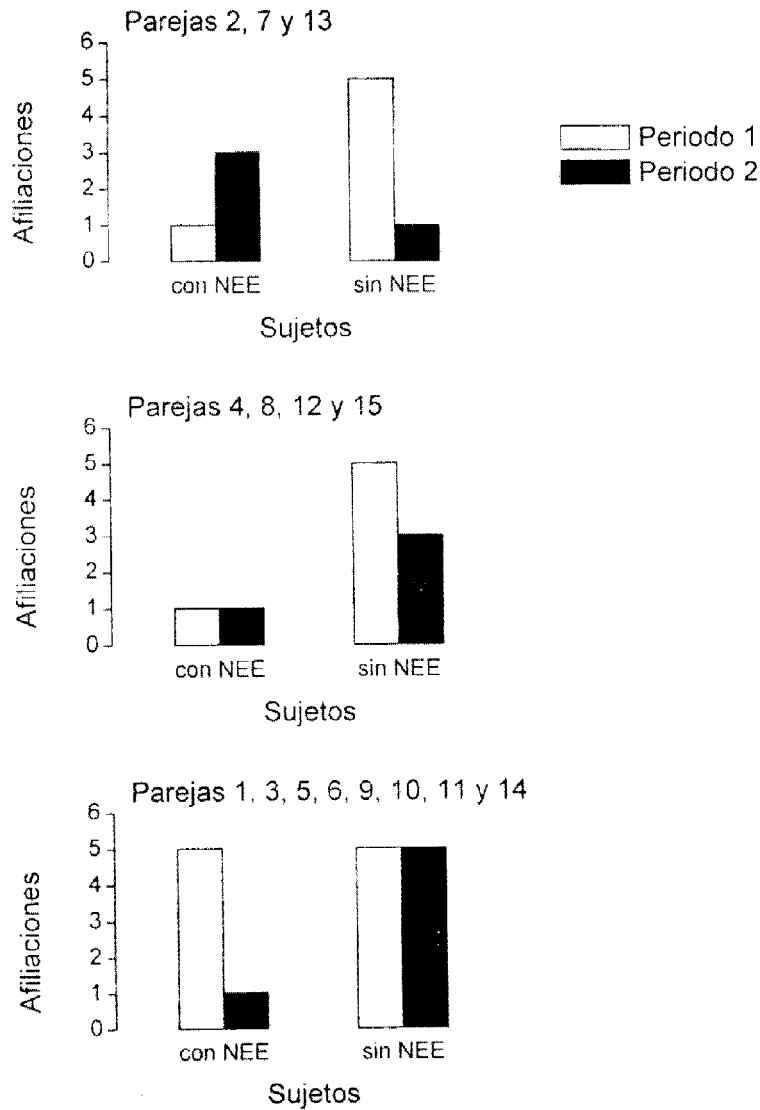 Parejas 2, 7 y 13
6
5
4
3
2
1
0
Afiliaciones
con NEE sin NEE
Sujetos
Periodo 1
Periodo 2
Parejas 4, 8, 12 y 15
6
5
4
3
2
1
0
Afiliaciones
con NEE sin NEE
Sujetos
Parejas 1, 3, 5, 6, 9, 10, 11 y 14
6
5
4
3
2
1
0
Afiliaciones
con NEE sin NEE
Sujetos